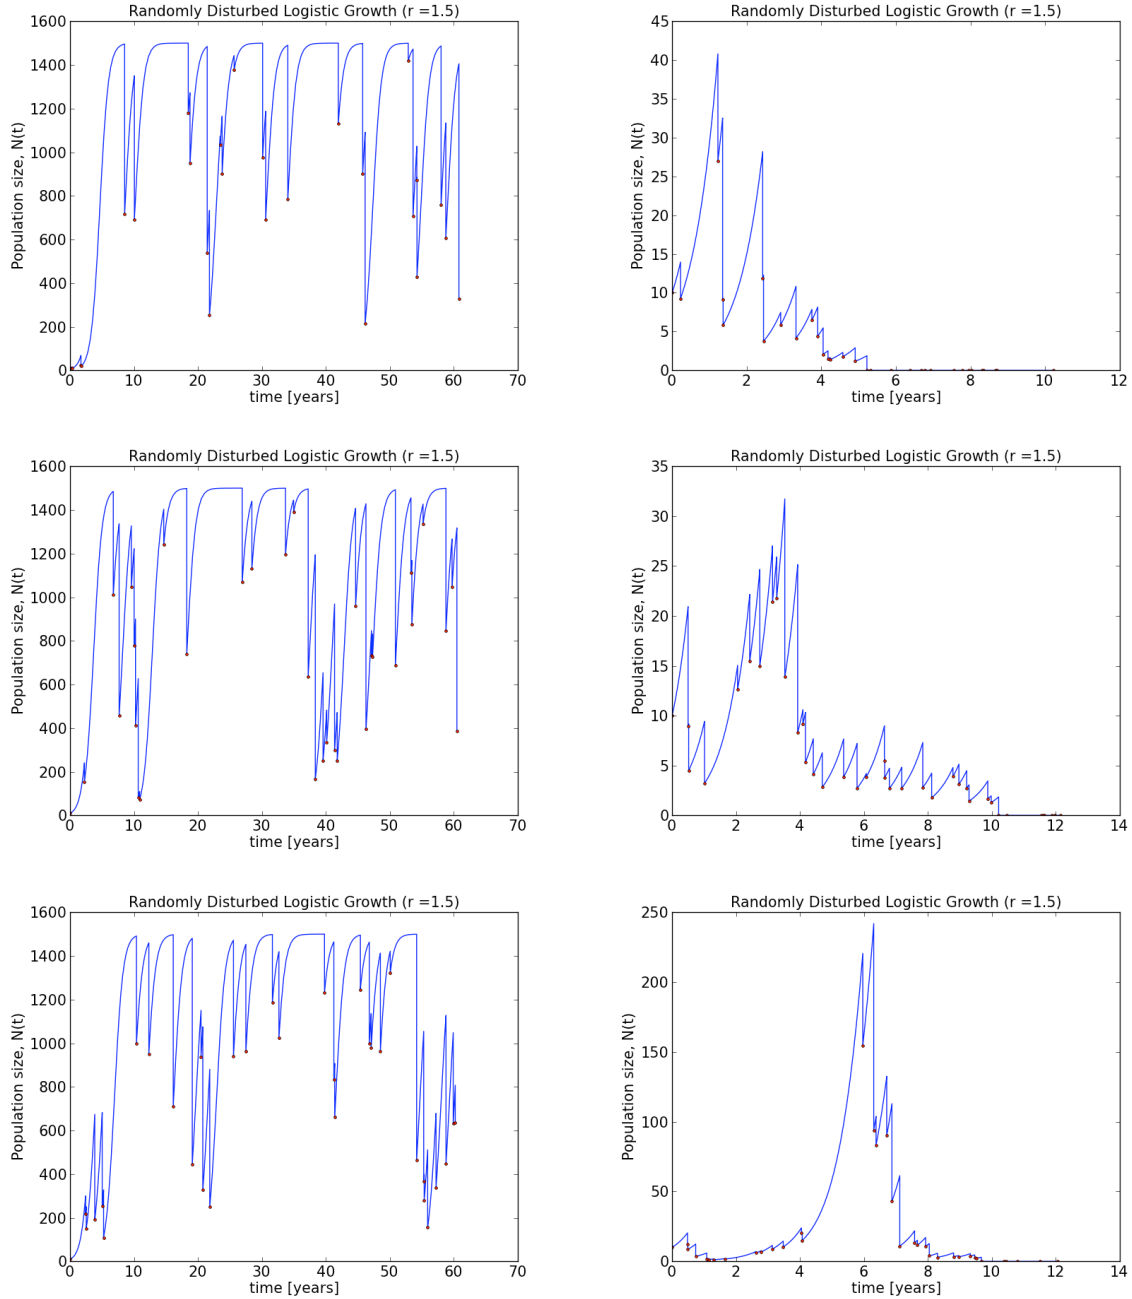 Randomly Disturbed Logistic Growth (r =1.5)
Population size, N(t)
1600
1400
1200
1000
800
600
400
200
0
0 10 20 30 40 50 60 70
time [years]
Randomly Disturbed Logistic Growth (r =1.5)
Population size, N(t)
45
40
35
30
25
20
15
10
5
0
0 2 4 6 8 10 12
time [years]
Randomly Disturbed Logistic Growth (r =1.5)
Population size, N(t)
1600
1400
1200
1000
800
600
400
200
0
0 10 20 30 40 50 60 70
time [years]
Randomly Disturbed Logistic Growth (r =1.5)
Population size, N(t)
35
30
25
20
15
10
5
0
0 2 4 6 8 10 12 14
time [years]
Randomly Disturbed Logistic Growth (r =1.5)
Population size, N(t)
1600
1400
1200
1000
800
600
400
200
0
0 10 20 30 40 50 60 70
time [years]
Randomly Disturbed Logistic Growth (r =1.5)
Population size, N(t)
250
200
150
100
50
0
0 2 4 6 8 10 12 14
time [years]